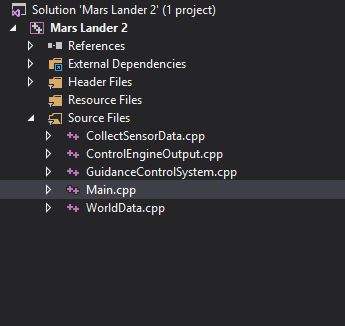 Solution 'Mars Lander 2' (1 project)
Mars Lander 2
References
External Dependencies
Header Files
Resource Files
Source Files
CollectSensorData.cpp
ControlEngineOutput.cpp
GuidanceControlSystem.cpp
Main.cpp
WorldData.cpp